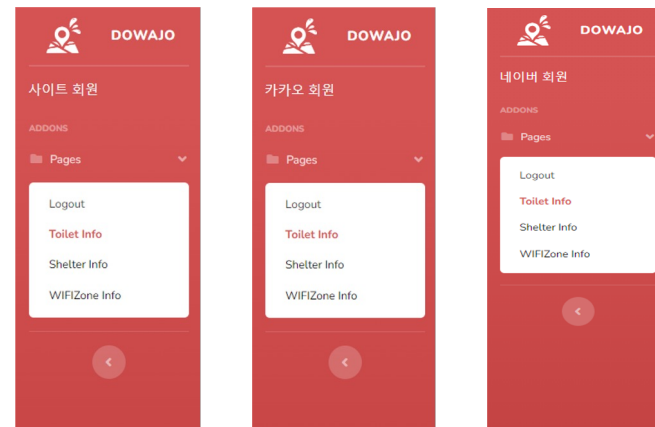 DOWAJO
사이트 회원
ADDONS
Pages
Logout
Toilet Info
Shelter Info
WIFIZone Info
DOWAJO
카카오 회원
ADDONS
Pages
Logout
Toilet Info
Shelter Info
WIFIZone Info
DOWAJO
네이버 회원
ADDONS
Pages
Logout
Toilet Info
Shelter Info
WIFIZone Info